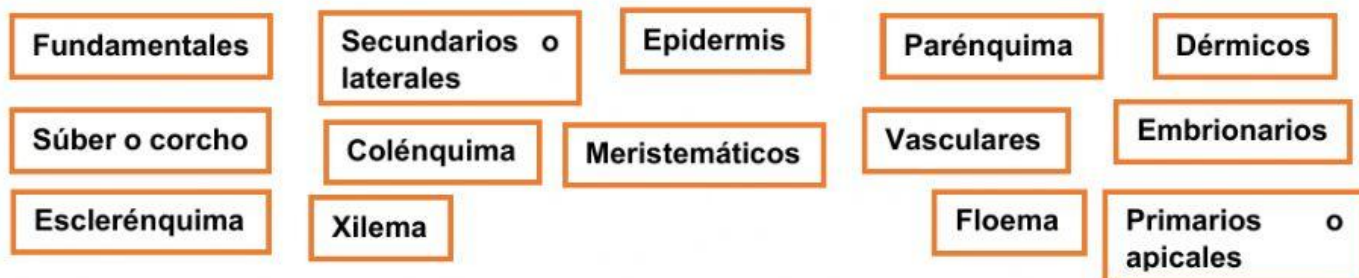 Fundamentales
Secundarios o
laterales
Epidermis
Parénquima
Dérmicos
Súber o corcho
Colénquima
Meristemáticos
Vasculares
Embrionarios
Esclerénquima
Xilema
Floema
Primarios o
apicales